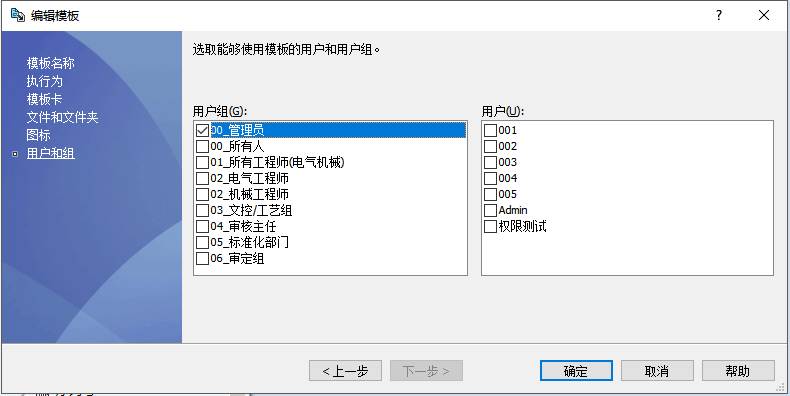 编辑模板
?
模板名称
执行为
模板卡
文件和文件夹
图标
用户和组
选取能够使用模板的用户和用户组。
用户组(G):
00_管理员
00_所有人
01_所有工程师(电气机械)
02_电气工程师
02_机械工程师
03_文控/工艺组
04_审核主任
05_标准化部门
06_审定组
用户(U):
001
002
003
004
005
Admin
权限测试
< 上一步
下一步 >
确定
取消
帮助